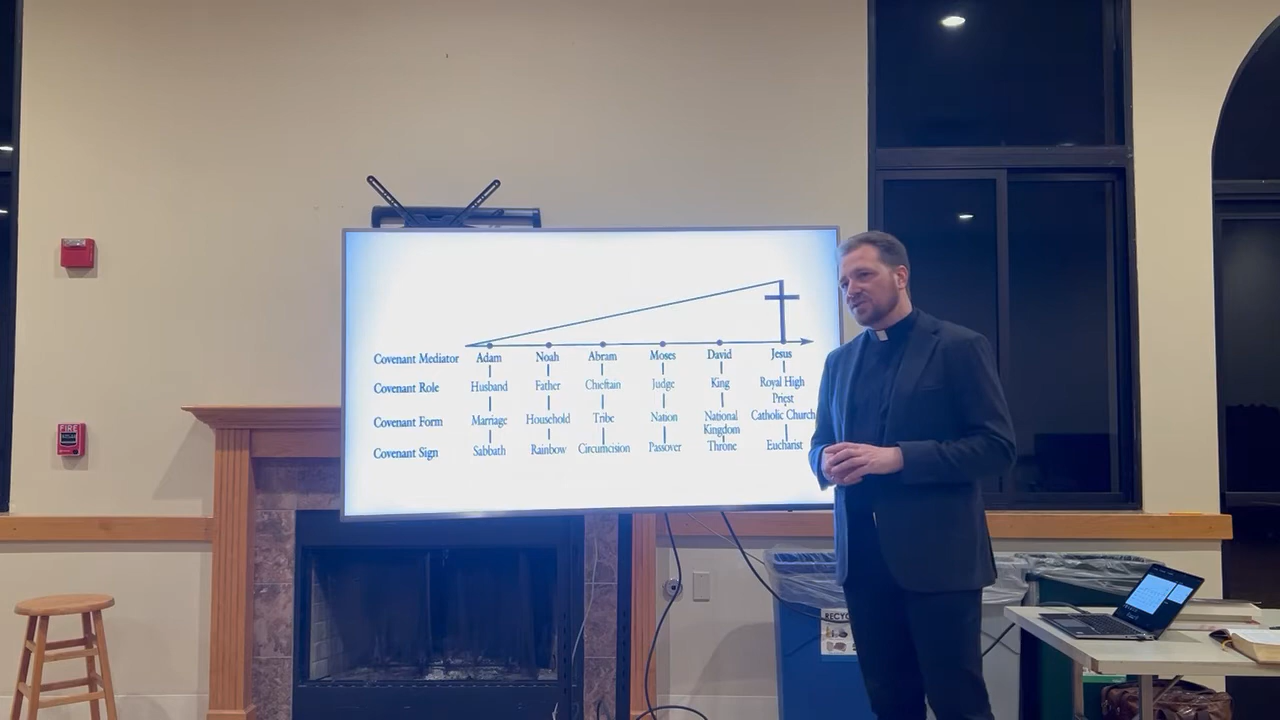 Covenant Mediator Adam Noah Abram Moses David Jesus
Covenant Role Husband Father Chieftain Judge King Royal High
Priest
Covenant Form Marriage Household Tribe Nation National Catholic Church
Kingdom
Covenant Sign Sabbath Rainbow Circumcision Passover Throne Eucharist
FIRE
RECYC